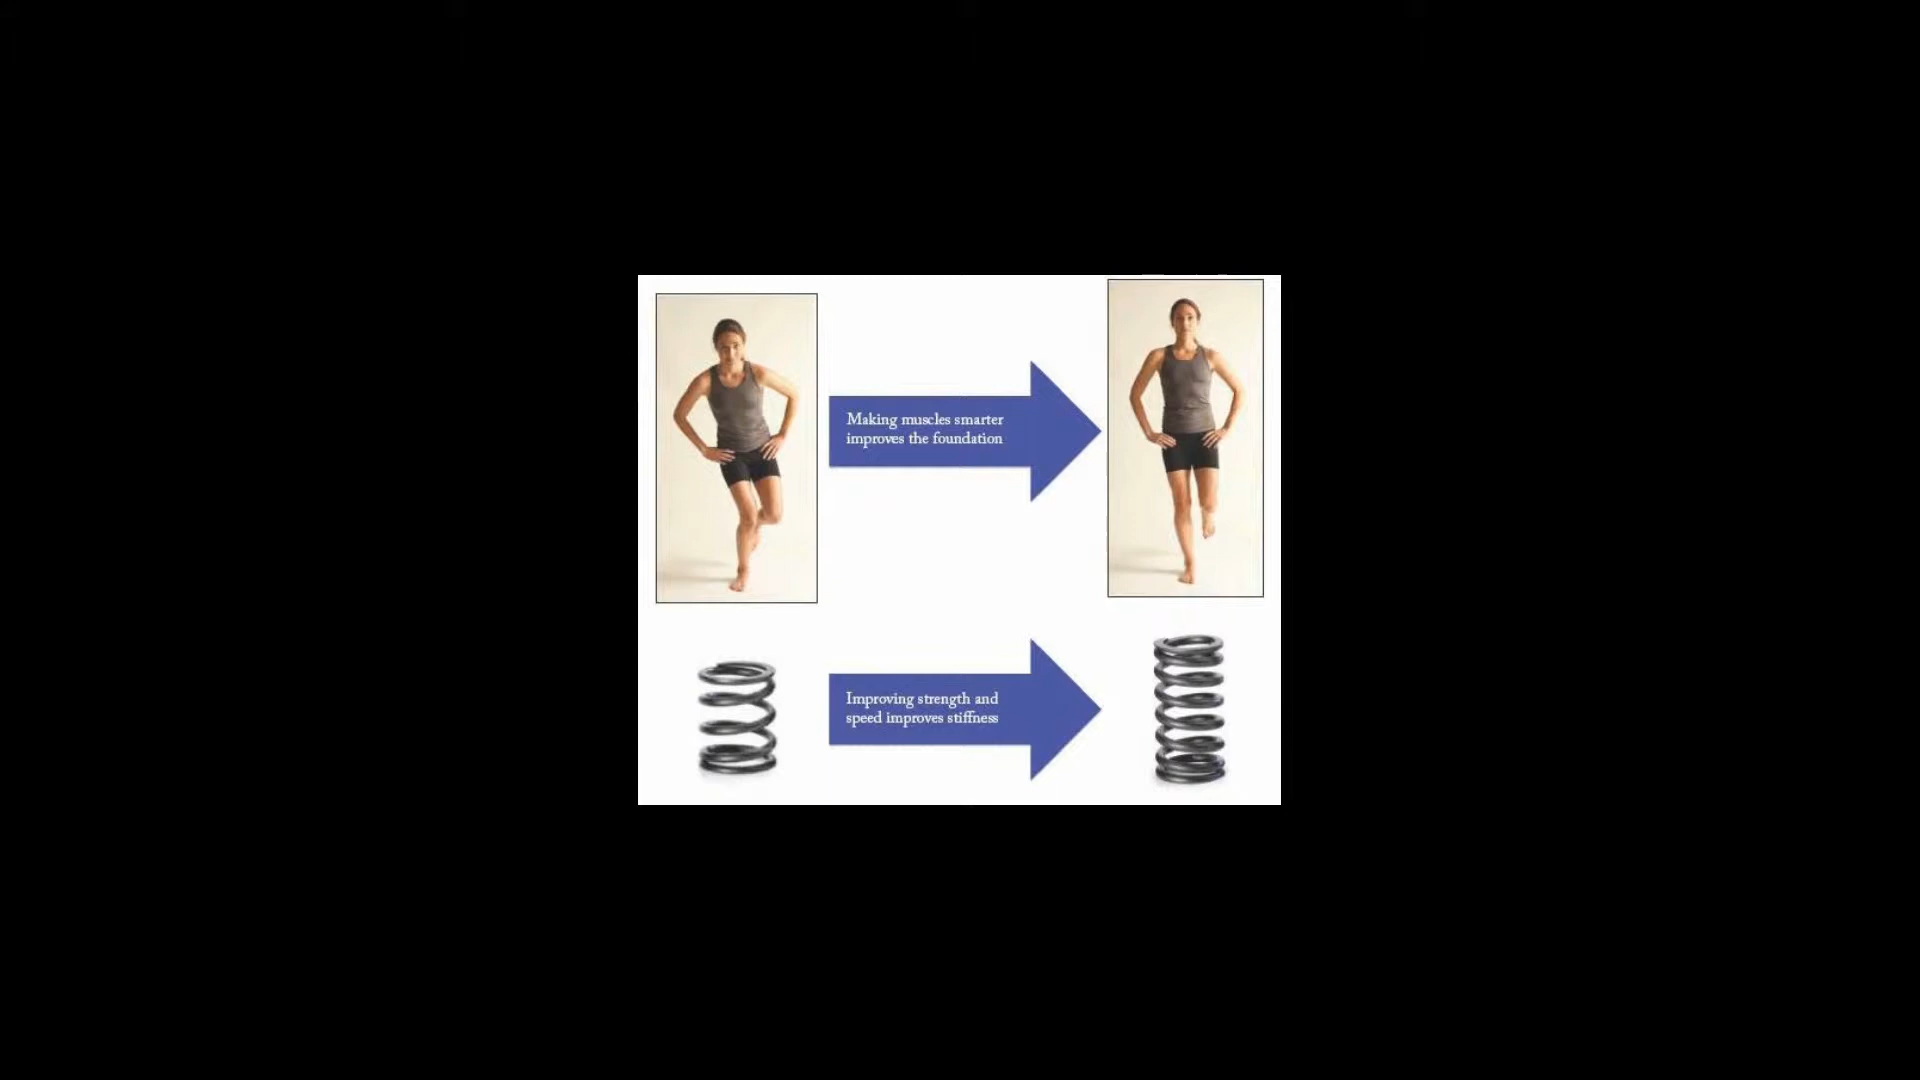 Making muscles smarter
improves the foundation
Improving strength and
speed improves stiffness